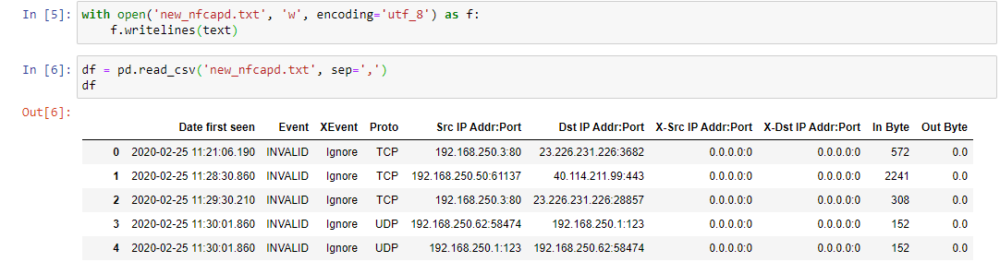 In [5]: with open('new_nfcapd.txt', 'w', encoding='utf_8') as f:
f.writelines(text)
In [6]: df = pd.read_csv('new_nfcapd.txt', sep=',')
df
Out[6]:
Date first seen Event XEvent Proto Src IP Addr:Port Dst IP Addr:Port X-Src IP Addr:Port X-Dst IP Addr:Port In Byte Out Byte
0 2020-02-25 11:21:06.190 INVALID Ignore TCP 192.168.250.3:80 23.226.231.226:3682 0.0.0.0:0 0.0.0.0:0 572 0.0
1 2020-02-25 11:28:30.860 INVALID Ignore TCP 192.168.250.50:61137 40.114.211.99:443 0.0.0.0:0 0.0.0.0:0 2241 0.0
2 2020-02-25 11:29:30.210 INVALID Ignore TCP 192.168.250.3:80 23.226.231.226:28857 0.0.0.0:0 0.0.0.0:0 308 0.0
3 2020-02-25 11:30:01.860 INVALID Ignore UDP 192.168.250.62:58474 192.168.250.1:123 0.0.0.0:0 0.0.0.0:0 152 0.0
4 2020-02-25 11:30:01.860 INVALID Ignore UDP 192.168.250.1:123 192.168.250.62:58474 0.0.0.0:0 0.0.0.0:0 152 0.0